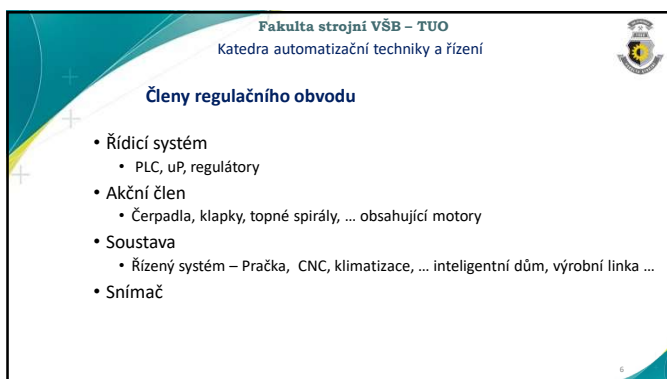 Fakulta strojní VŠB – TUO
Katedra automatizační techniky a řízení
Členy regulačního obvodu
• Řídicí systém
• PLC, uP, regulátory
• Akční člen
• Čerpadla, klapky, topné spirály, … obsahující motory
• Soustava
• Řízený systém – Pračka, CNC, klimatizace, … inteligentní dům, výrobní linka …
• Snímač
6